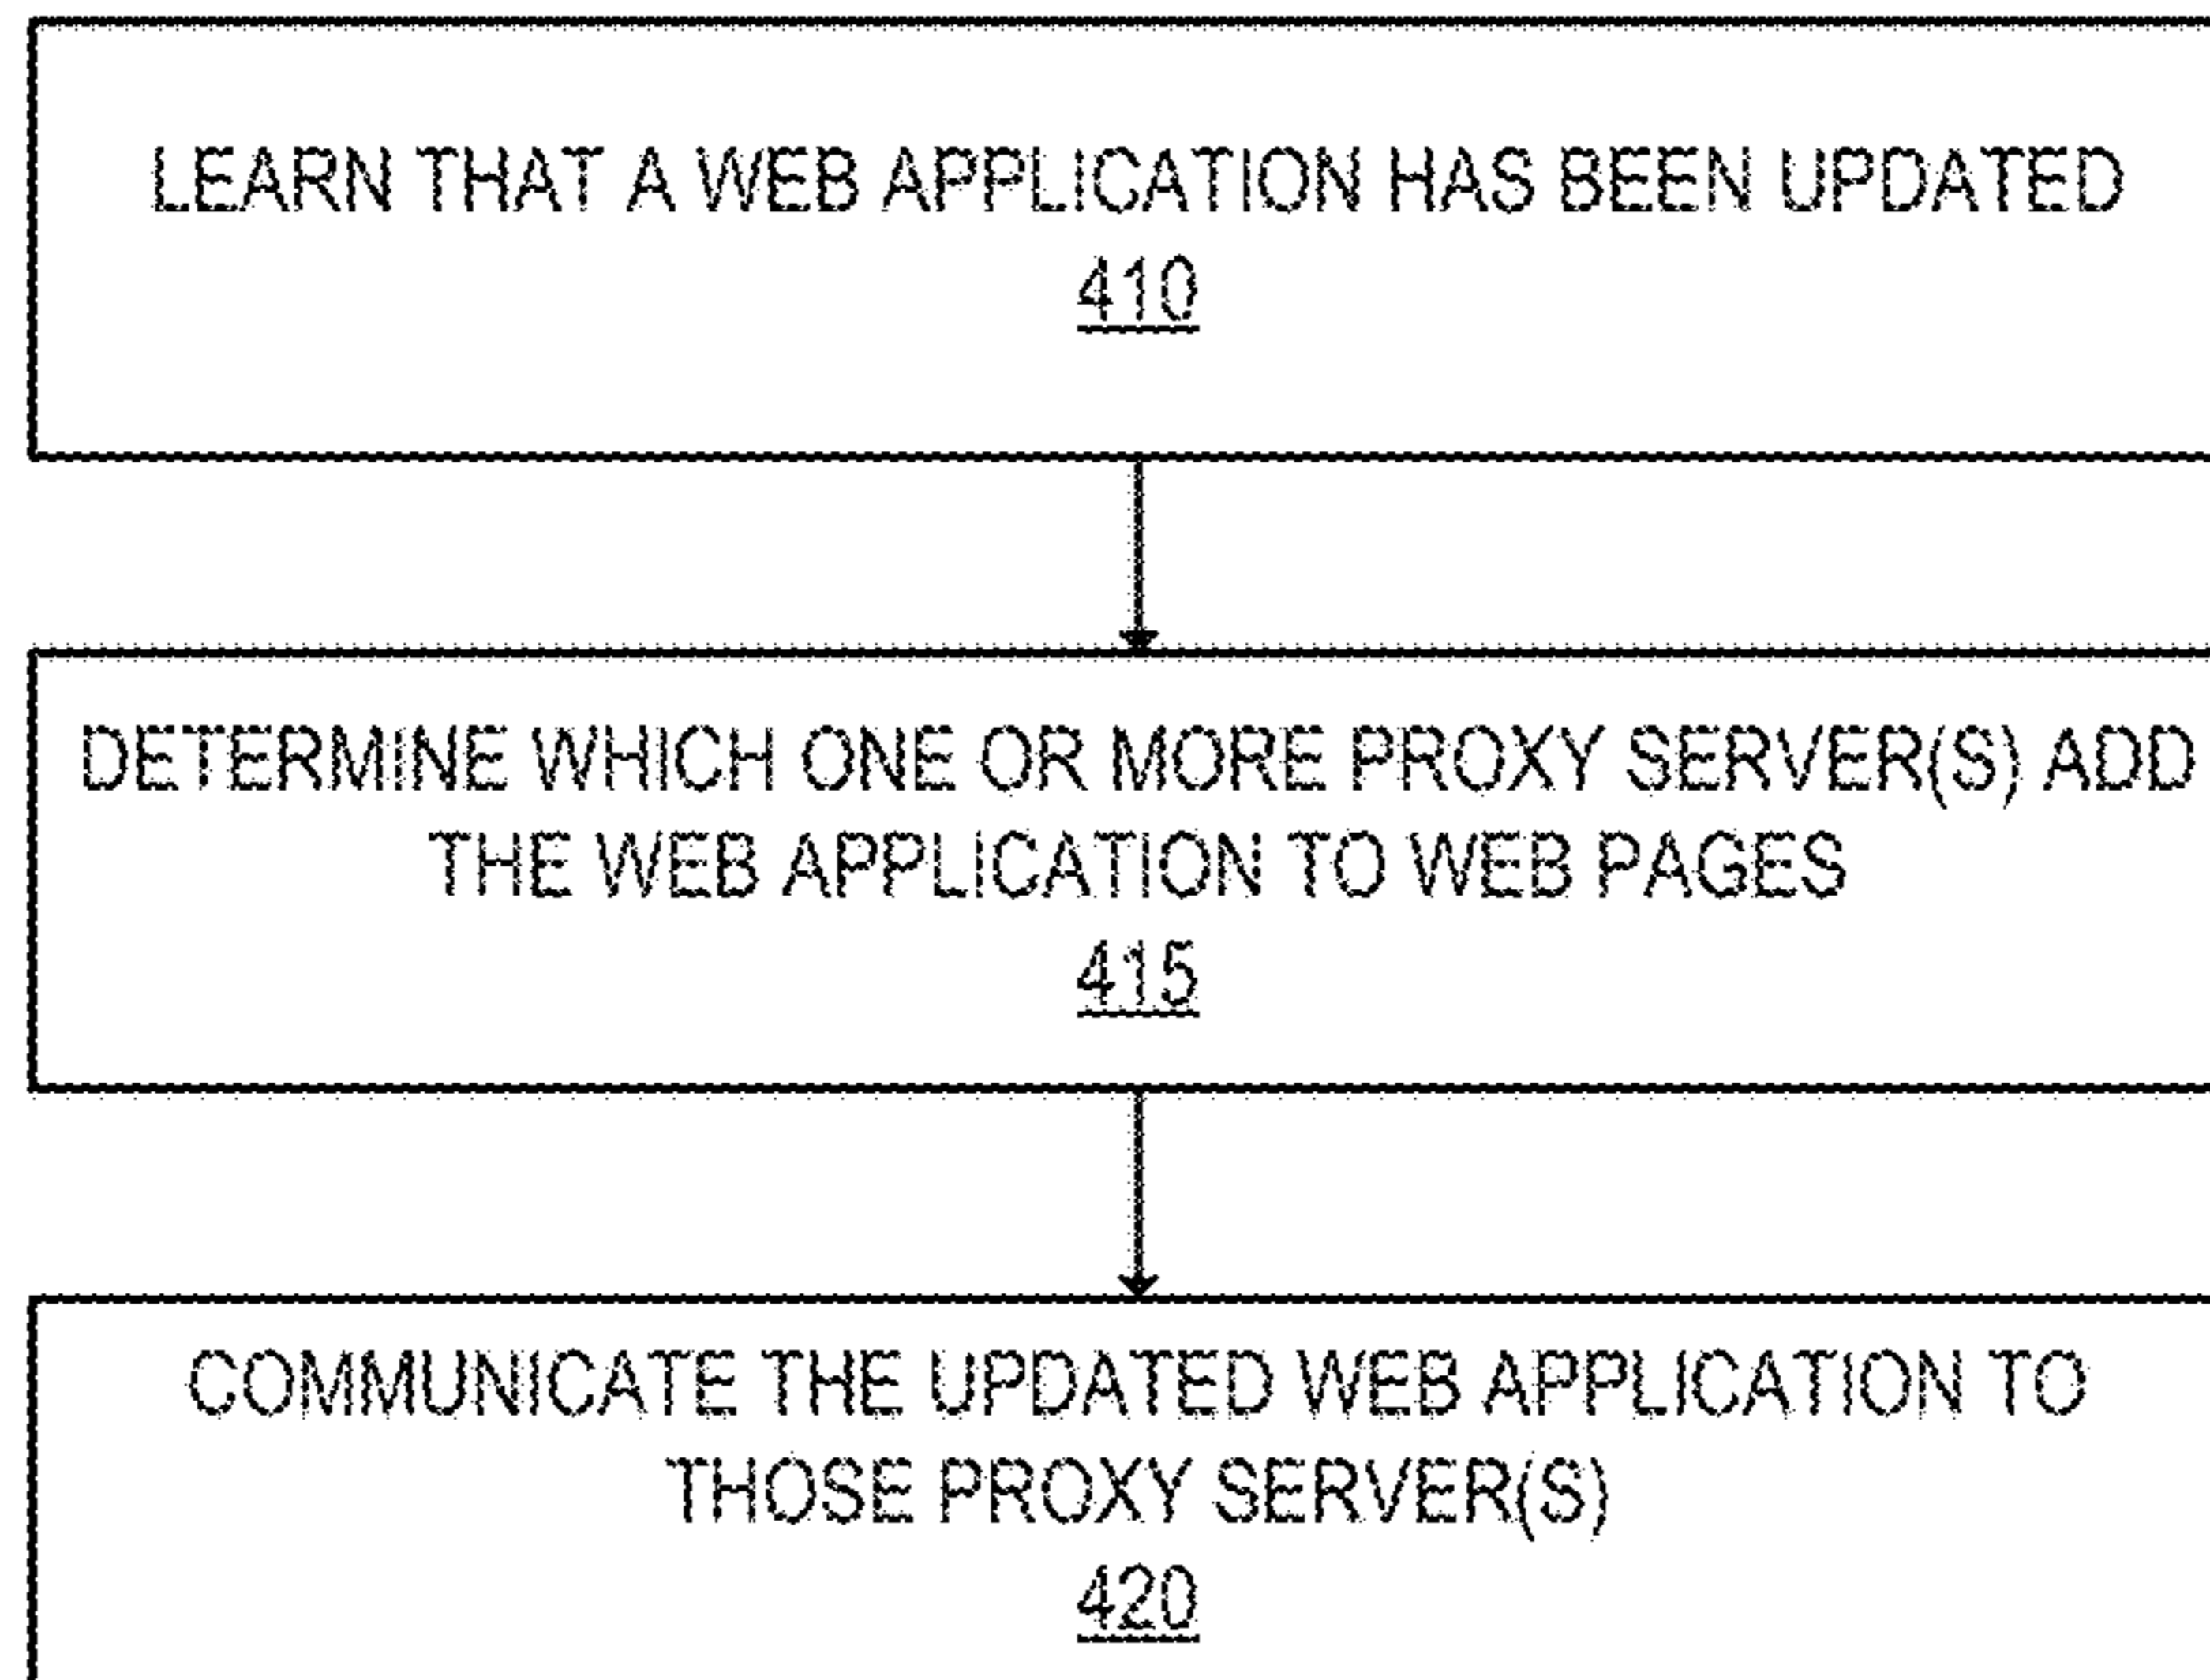 LEARN THAT A WEB APPLICATION HAS BEEN UPDATED
410
DETERMINE WHICH ONE OR MORE PROXY SERVER(S) ADD
THE WEB APPLICATION TO WEB PAGES
415
COMMUNICATE THE UPDATED WEB APPLICATION TO
THOSE PROXY SERVER(S)
420